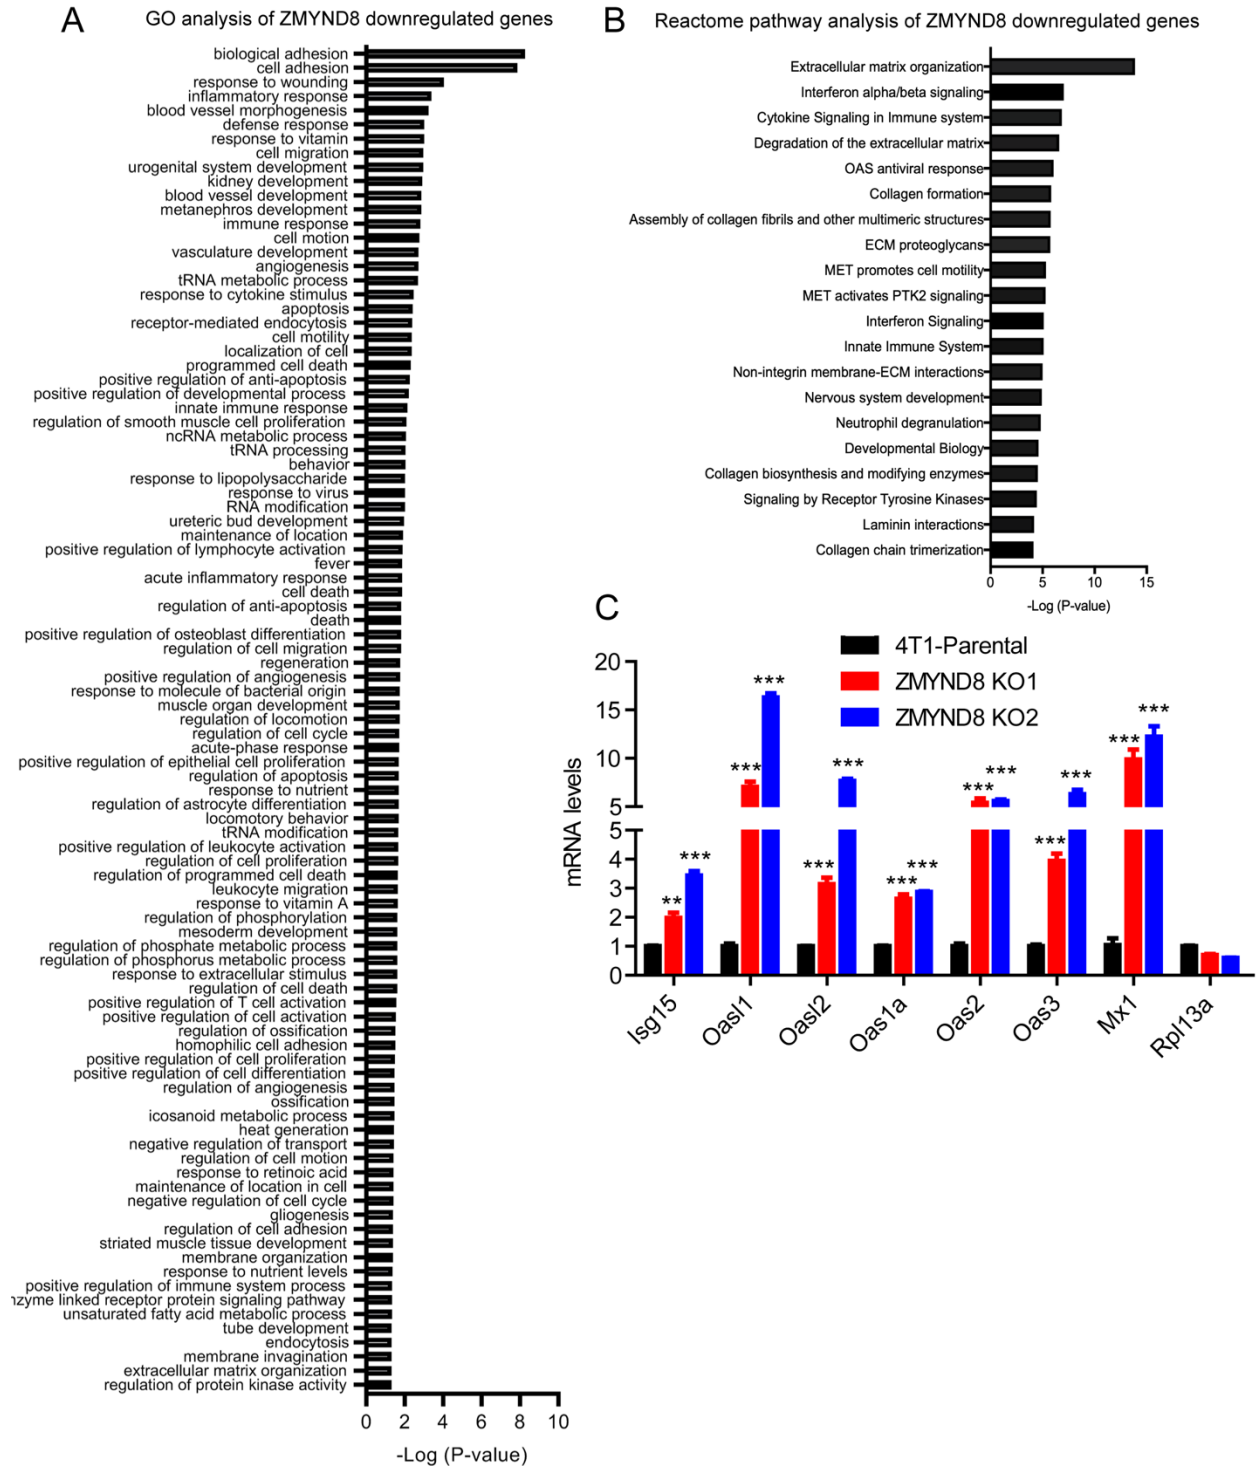 A
GO analysis of ZMYND8 downregulated genes
biological adhesion
cell adhesion
response to wounding
inflammatory response
blood vessel morphogenesis
defense response
response to vitamin
cell migration
urogenital system development
kidney development
blood vessel development
metanephros development
immune response
cell motion
vasculature development
angiogenesis
tRNA metabolic process
response to cytokine stimulus
apoptosis
receptor-mediated endocytosis
cell motility
localization of cell
programmed cell death
positive regulation of anti-apoptosis
positive regulation of developmental process
innate immune response
regulation of smooth muscle cell proliferation
ncRNA metabolic process
tRNA processing
behavior
response to lipopolysaccharide
response to virus
RNA modification
ureteric bud development
maintenance of location
positive regulation of lymphocyte activation
fever
acute inflammatory response
cell death
regulation of anti-apoptosis
death
positive regulation of osteoblast differentiation
regulation of cell migration
regeneration
positive regulation of angiogenesis
response to molecule of bacterial origin
muscle organ development
regulation of locomotion
regulation of cell cycle
acute-phase response
positive regulation of epithelial cell proliferation
regulation of apoptosis
response to nutrient
regulation of astrocyte differentiation
locomotory behavior
tRNA modification
positive regulation of leukocyte activation
regulation of cell proliferation
regulation of programmed cell death
leukocyte migration
response to vitamin A
regulation of phosphorylation
mesoderm development
regulation of phosphate metabolic process
regulation of phosphorus metabolic process
response to extracellular stimulus
regulation of cell death
positive regulation of T cell activation
positive regulation of cell activation
regulation of ossification
homophilic cell adhesion
positive regulation of cell proliferation
positive regulation of cell differentiation
regulation of angiogenesis
ossification
icosanoid metabolic process
heat generation
negative regulation of transport
regulation of cell motion
response to retinoic acid
maintenance of location in cell
negative regulation of cell cycle
gliogenesis
regulation of cell adhesion
striated muscle tissue development
membrane organization
response to nutrient levels
positive regulation of immune system process
nzyme linked receptor protein signaling pathway
unsaturated fatty acid metabolic process
tube development
endocytosis
membrane invagination
extracellular matrix organization
regulation of protein kinase activity
0 2 4 6 8 10
-Log (P-value)
B
Reactome pathway analysis of ZMYND8 downregulated genes
Extracellular matrix organization
Interferon alpha/beta signaling
Cytokine Signaling in Immune system
Degradation of the extracellular matrix
OAS antiviral response
Collagen formation
Assembly of collagen fibrils and other multimeric structures
ECM proteoglycans
MET promotes cell motility
MET activates PTK2 signaling
Interferon Signaling
Innate Immune System
Non-integrin membrane-ECM interactions
Nervous system development
Neutrophil degranulation
Developmental Biology
Collagen biosynthesis and modifying enzymes
Signaling by Receptor Tyrosine Kinases
Laminin interactions
Collagen chain trimerization
0 5 10 15
-Log (P-value)
C
4T1-Parental
ZMYND8 KO1
ZMYND8 KO2
mRNA levels
20
15
10
5
5
4
3
2
1
0
** *** *** *** *** *** *** *** *** *** *** *** *** ***
Isg15 Oasl1 Oasl2 Oas1a Oas2 Oas3 Mx1 Rpl13a